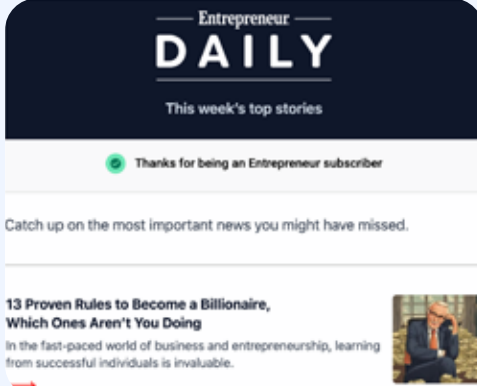 Entrepreneur
DAILY
This week's top stories
Thanks for being an Entrepreneur subscriber
Catch up on the most important news you might have missed.
13 Proven Rules to Become a Billionaire,
Which Ones Aren't You Doing
In the fast-paced world of business and entrepreneurship, learning
from successful individuals is invaluable.